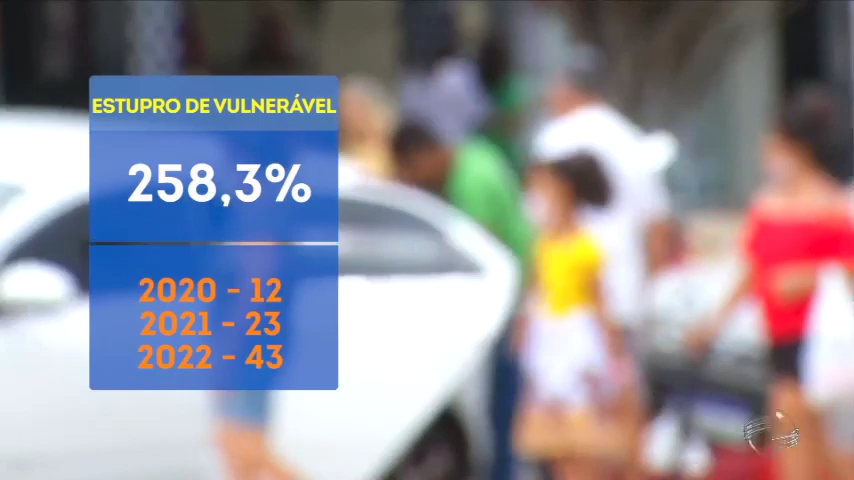 ESTUPRO DE VULNERÁVEL
258,3%
2020 - 12
2021 - 23
2022 - 43